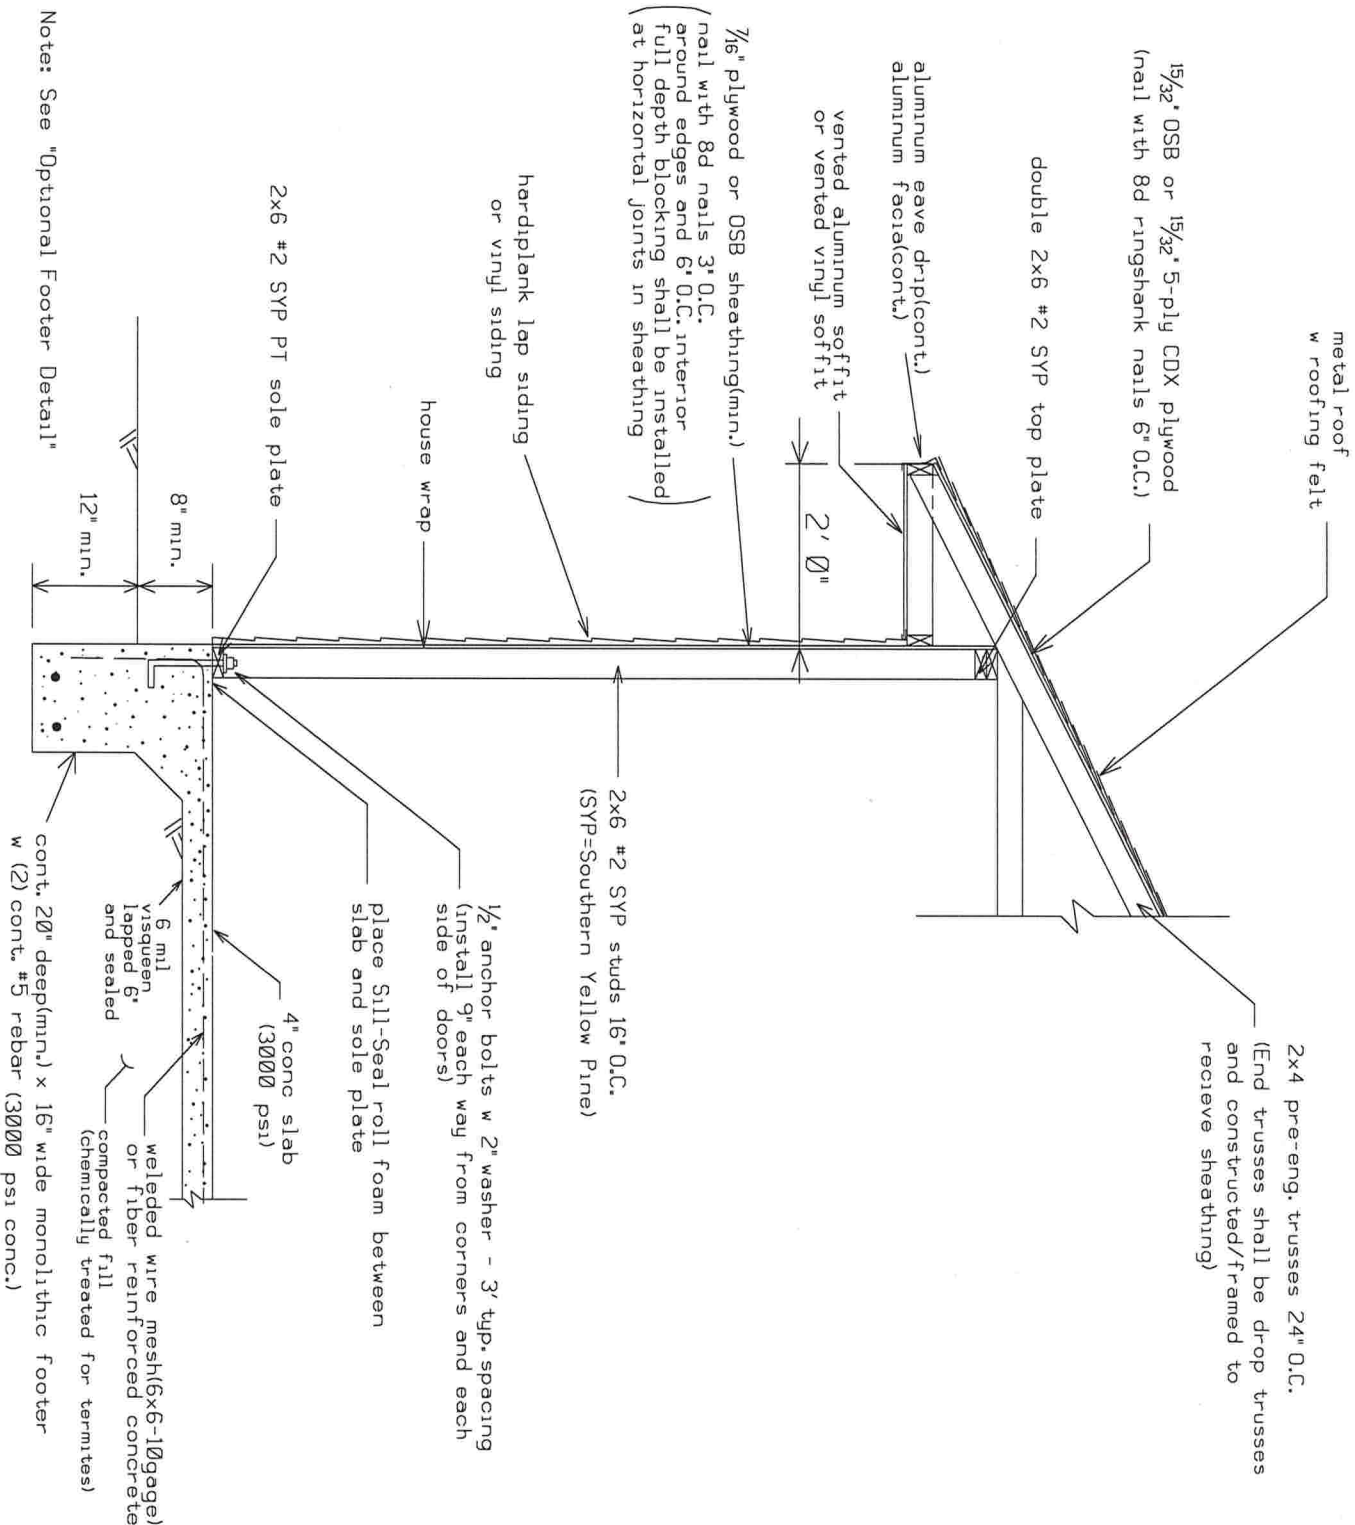 metal roof
w roofing felt
15/32" OSB or 15/32" 5-ply CDX plywood
(nail with 8d ringshank nails 6" O.C.)
double 2x6 #2 SYP top plate
aluminum eave drip(cont.)
aluminum facia(cont.)
vented aluminum soffit
or vented vinyl soffit
7/16" plywood or OSB sheathing(min.)
(nail with 8d nails 3" O.C.
around edges and 6" O.C. interior
full depth blocking shall be installed
at horizontal joints in sheathing)
hardiplank lap siding
or vinyl siding
house wrap
2x6 #2 SYP PT sole plate
2' 0"
8" min.
12" min.
Note: See "Optional Footer Detail"
2x4 pre-eng. trusses 24" O.C.
(End trusses shall be drop trusses
and constructed/framed to
recieve sheathing)
2x6 #2 SYP studs 16" O.C.
(SYP=Southern Yellow Pine)
1/2" anchor bolts w 2" washer - 3' typ. spacing
(install 9" each way from corners and each
side of doors)
place Sill-Seal roll foam between
slab and sole plate
4" conc slab
(3000 psi)
6 mil
visqueen
lapped 6"
and sealed
weleded wire mesh(6x6-10gage)
or fiber reinforced concrete
compacted fill
(chemically treated for termites)
cont. 20" deep(min.) x 16" wide monolithic footer
w (2) cont. #5 rebar (3000 psi conc.)